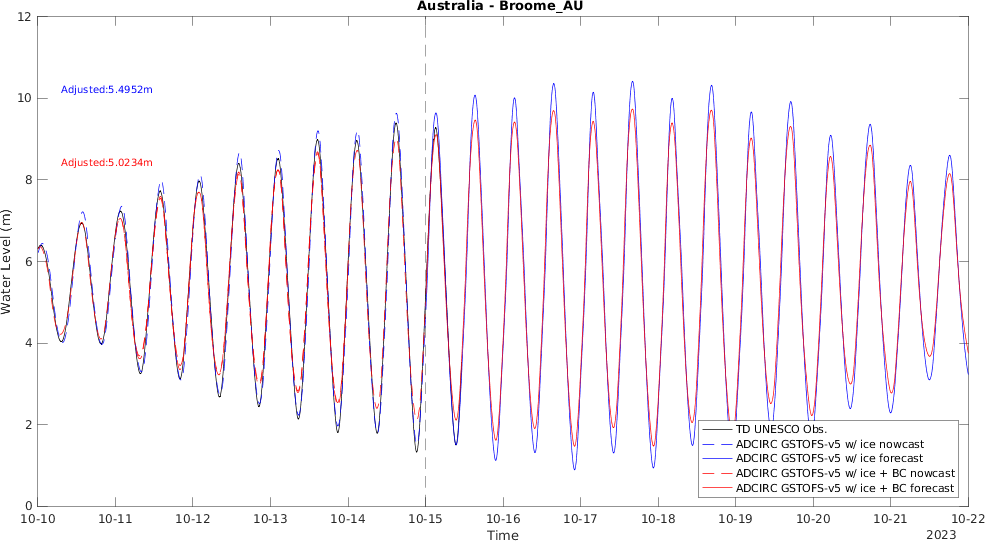 Australia - Broome_AU
12
10
8
6
4
2
0
Water Level (m)
Adjusted:5.4952m
Adjusted:5.0234m
TD UNESCO Obs.
ADCIRC GSTOFS-v5 w/ ice nowcast
ADCIRC GSTOFS-v5 w/ ice forecast
ADCIRC GSTOFS-v5 w/ ice + BC nowcast
ADCIRC GSTOFS-v5 w/ ice + BC forecast
10-10 10-11 10-12 10-13 10-14 10-15 10-16 10-17 10-18 10-19 10-20 10-21 10-22
Time
2023